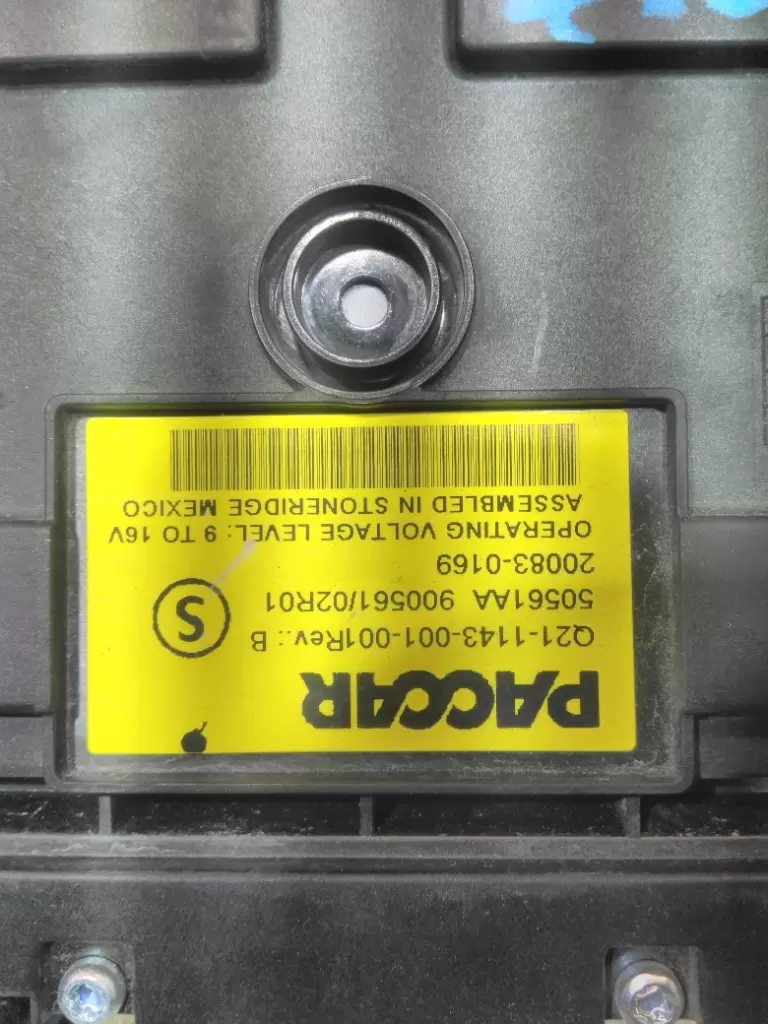 PACCAR
Q21-1143-001-001Rev.: B
50561AA 900561/02R01
S
20083-0169
OPERATING VOLTAGE LEVEL: 9 TO 16V
ASSEMBLED IN STONERIDGE MEXICO